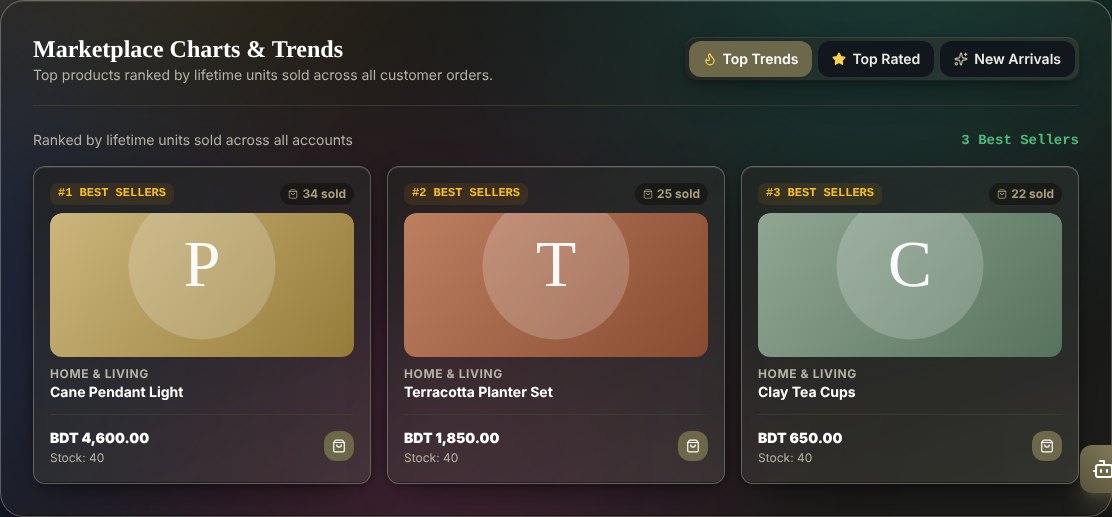 Marketplace Charts & Trends
Top products ranked by lifetime units sold across all customer orders.
Top Trends
Top Rated
New Arrivals
Ranked by lifetime units sold across all accounts
3 Best Sellers
#1 BEST SELLERS
34 sold
P
HOME & LIVING
Cane Pendant Light
BDT 4,600.00
Stock: 40
#2 BEST SELLERS
25 sold
T
HOME & LIVING
Terracotta Planter Set
BDT 1,850.00
Stock: 40
#3 BEST SELLERS
22 sold
C
HOME & LIVING
Clay Tea Cups
BDT 650.00
Stock: 40